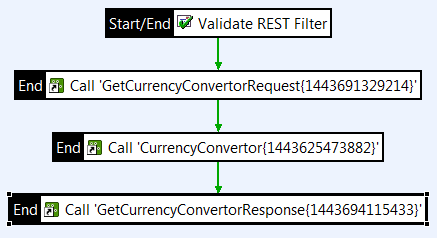 Start/End Validate REST Filter
End Call 'GetCurrencyConvertorRequest{1443691329214}'
End Call 'CurrencyConvertor{1443625473882}'
End Call 'GetCurrencyConvertorResponse{1443694115433}'